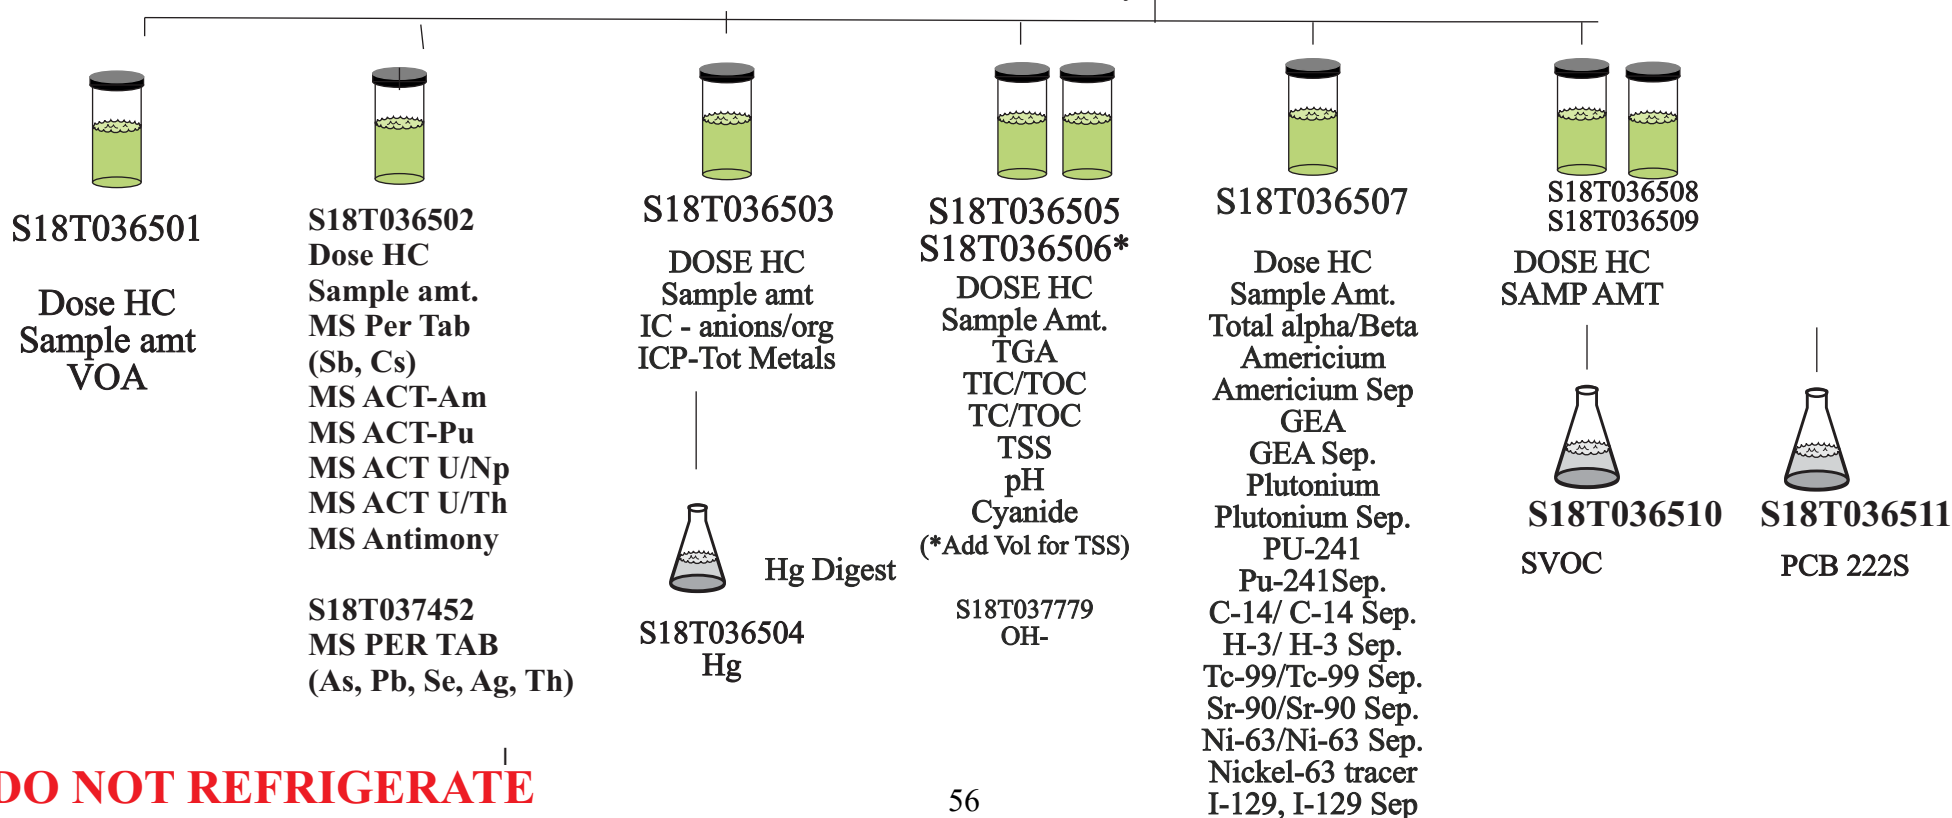 S18T036501
Dose HC
Sample amt
VOA
S18T036502
Dose HC
Sample amt.
MS Per Tab
(Sb, Cs)
MS ACT-Am
MS ACT-Pu
MS ACT U/Np
MS ACT U/Th
MS Antimony
S18T037452
MS PER TAB
(As, Pb, Se, Ag, Th)
S18T036503
DOSE HC
Sample amt
IC - anions/org
ICP-Tot Metals
Hg Digest
S18T036504
Hg
S18T036505
S18T036506*
DOSE HC
Sample Amt.
TGA
TIC/TOC
TC/TOC
TSS
pH
Cyanide
(*Add Vol for TSS)
S18T037779
OH-
S18T036507
Dose HC
Sample Amt.
Total alpha/Beta
Americium
Americium Sep
GEA
GEA Sep.
Plutonium
Plutonium Sep.
PU-241
Pu-241Sep.
C-14/ C-14 Sep.
H-3/ H-3 Sep.
Tc-99/Tc-99 Sep.
Sr-90/Sr-90 Sep.
Ni-63/Ni-63 Sep.
Nickel-63 tracer
I-129, I-129 Sep
S18T036508
S18T036509
DOSE HC
SAMP AMT
S18T036510
SVOC
S18T036511
PCB 222S
DO NOT REFRIGERATE
56